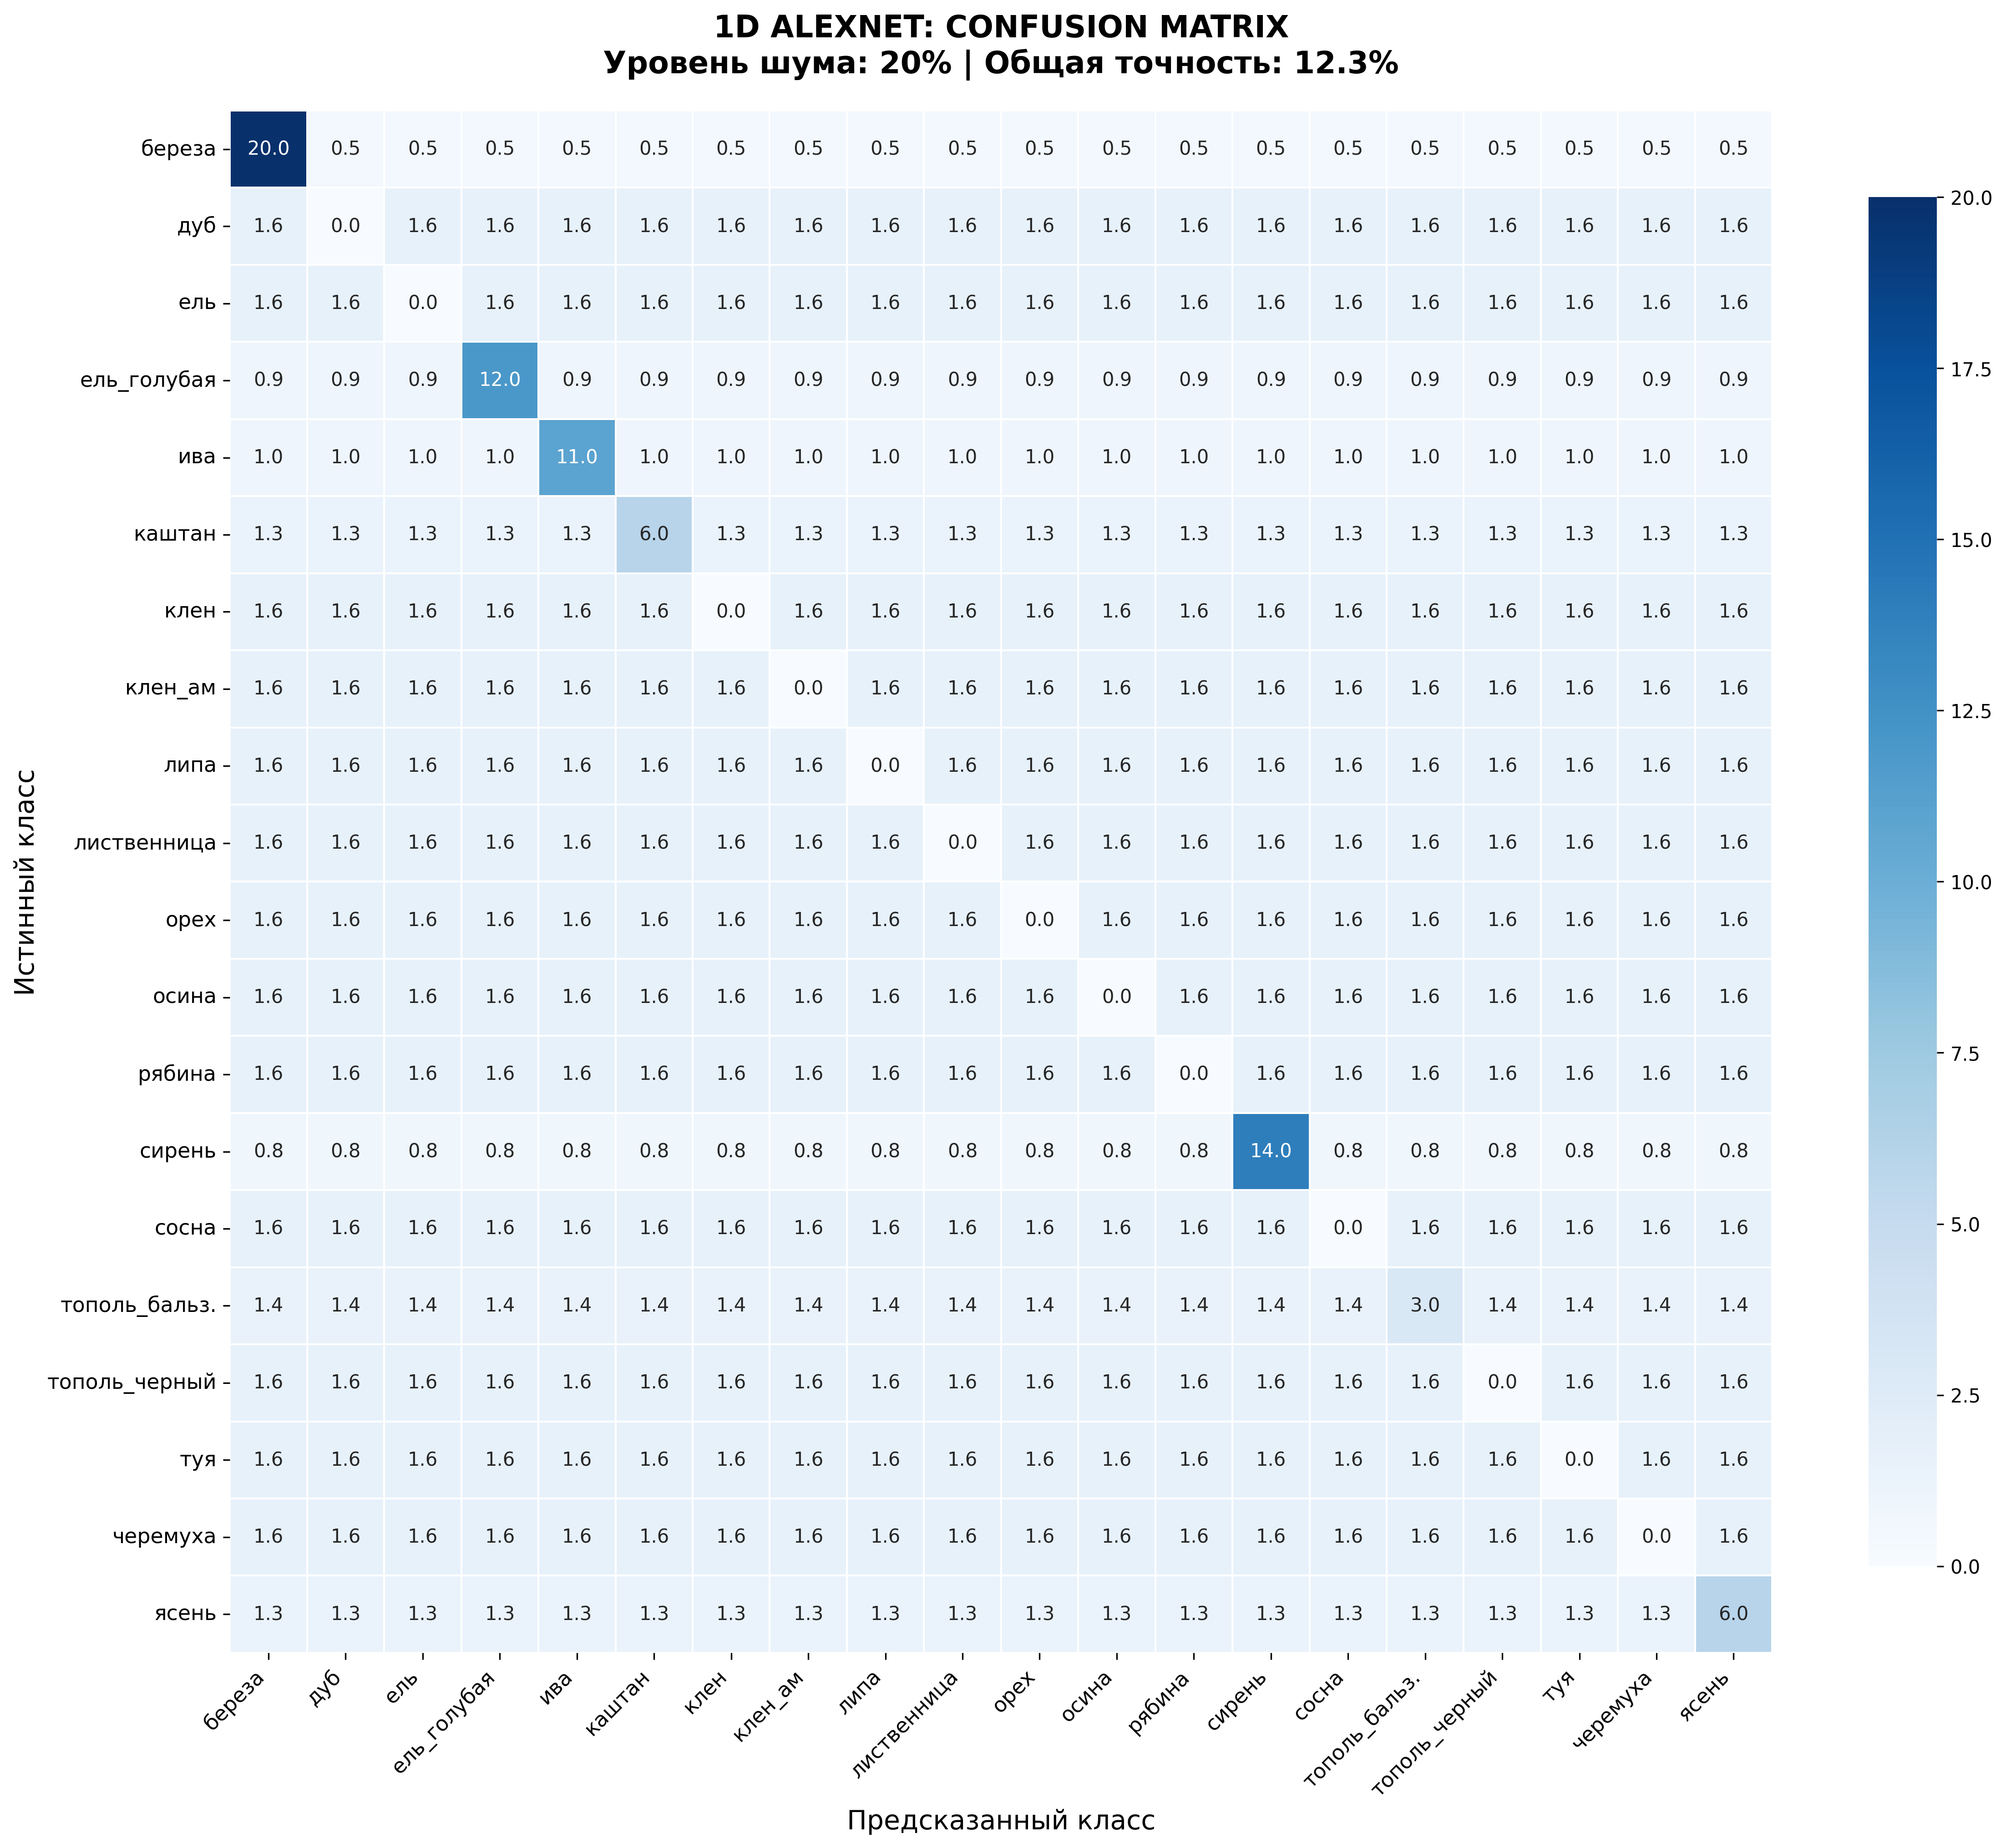 1D ALEXNET: CONFUSION MATRIX
Уровень шума: 20% | Общая точность: 12.3%
береза 20.0 0.5 0.5 0.5 0.5 0.5 0.5 0.5 0.5 0.5 0.5 0.5 0.5 0.5 0.5 0.5 0.5 0.5 0.5 0.5
дуб 1.6 0.0 1.6 1.6 1.6 1.6 1.6 1.6 1.6 1.6 1.6 1.6 1.6 1.6 1.6 1.6 1.6 1.6 1.6 1.6
ель 1.6 1.6 0.0 1.6 1.6 1.6 1.6 1.6 1.6 1.6 1.6 1.6 1.6 1.6 1.6 1.6 1.6 1.6 1.6 1.6
ель_голубая 0.9 0.9 0.9 12.0 0.9 0.9 0.9 0.9 0.9 0.9 0.9 0.9 0.9 0.9 0.9 0.9 0.9 0.9 0.9 0.9
ива 1.0 1.0 1.0 1.0 11.0 1.0 1.0 1.0 1.0 1.0 1.0 1.0 1.0 1.0 1.0 1.0 1.0 1.0 1.0 1.0
каштан 1.3 1.3 1.3 1.3 1.3 6.0 1.3 1.3 1.3 1.3 1.3 1.3 1.3 1.3 1.3 1.3 1.3 1.3 1.3 1.3
клен 1.6 1.6 1.6 1.6 1.6 1.6 0.0 1.6 1.6 1.6 1.6 1.6 1.6 1.6 1.6 1.6 1.6 1.6 1.6 1.6
клен_ам 1.6 1.6 1.6 1.6 1.6 1.6 1.6 0.0 1.6 1.6 1.6 1.6 1.6 1.6 1.6 1.6 1.6 1.6 1.6 1.6
липа 1.6 1.6 1.6 1.6 1.6 1.6 1.6 1.6 0.0 1.6 1.6 1.6 1.6 1.6 1.6 1.6 1.6 1.6 1.6 1.6
лиственница 1.6 1.6 1.6 1.6 1.6 1.6 1.6 1.6 1.6 0.0 1.6 1.6 1.6 1.6 1.6 1.6 1.6 1.6 1.6 1.6
орех 1.6 1.6 1.6 1.6 1.6 1.6 1.6 1.6 1.6 1.6 0.0 1.6 1.6 1.6 1.6 1.6 1.6 1.6 1.6 1.6
осина 1.6 1.6 1.6 1.6 1.6 1.6 1.6 1.6 1.6 1.6 1.6 0.0 1.6 1.6 1.6 1.6 1.6 1.6 1.6 1.6
рябина 1.6 1.6 1.6 1.6 1.6 1.6 1.6 1.6 1.6 1.6 1.6 1.6 0.0 1.6 1.6 1.6 1.6 1.6 1.6 1.6
сирень 0.8 0.8 0.8 0.8 0.8 0.8 0.8 0.8 0.8 0.8 0.8 0.8 0.8 14.0 0.8 0.8 0.8 0.8 0.8 0.8
сосна 1.6 1.6 1.6 1.6 1.6 1.6 1.6 1.6 1.6 1.6 1.6 1.6 1.6 1.6 0.0 1.6 1.6 1.6 1.6 1.6
тополь_бальз. 1.4 1.4 1.4 1.4 1.4 1.4 1.4 1.4 1.4 1.4 1.4 1.4 1.4 1.4 1.4 3.0 1.4 1.4 1.4 1.4
тополь_черный 1.6 1.6 1.6 1.6 1.6 1.6 1.6 1.6 1.6 1.6 1.6 1.6 1.6 1.6 1.6 1.6 0.0 1.6 1.6 1.6
туя 1.6 1.6 1.6 1.6 1.6 1.6 1.6 1.6 1.6 1.6 1.6 1.6 1.6 1.6 1.6 1.6 1.6 0.0 1.6 1.6
черемуха 1.6 1.6 1.6 1.6 1.6 1.6 1.6 1.6 1.6 1.6 1.6 1.6 1.6 1.6 1.6 1.6 1.6 1.6 0.0 1.6
ясень 1.3 1.3 1.3 1.3 1.3 1.3 1.3 1.3 1.3 1.3 1.3 1.3 1.3 1.3 1.3 1.3 1.3 1.3 1.3 6.0
береза дуб ель ель_голубая ива каштан клен клен_ам липа лиственница орех осина рябина сирень сосна тополь_бальз. тополь_черный туя черемуха ясень
Предсказанный класс
Истинный класс
20.0
17.5
15.0
12.5
10.0
7.5
5.0
2.5
0.0